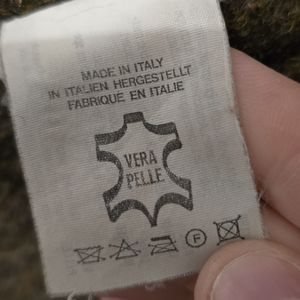 MADE IN ITALY
IN ITALIEN HERGESTELLT
FABRIQUE EN ITALIE
VERA
PELLE
F